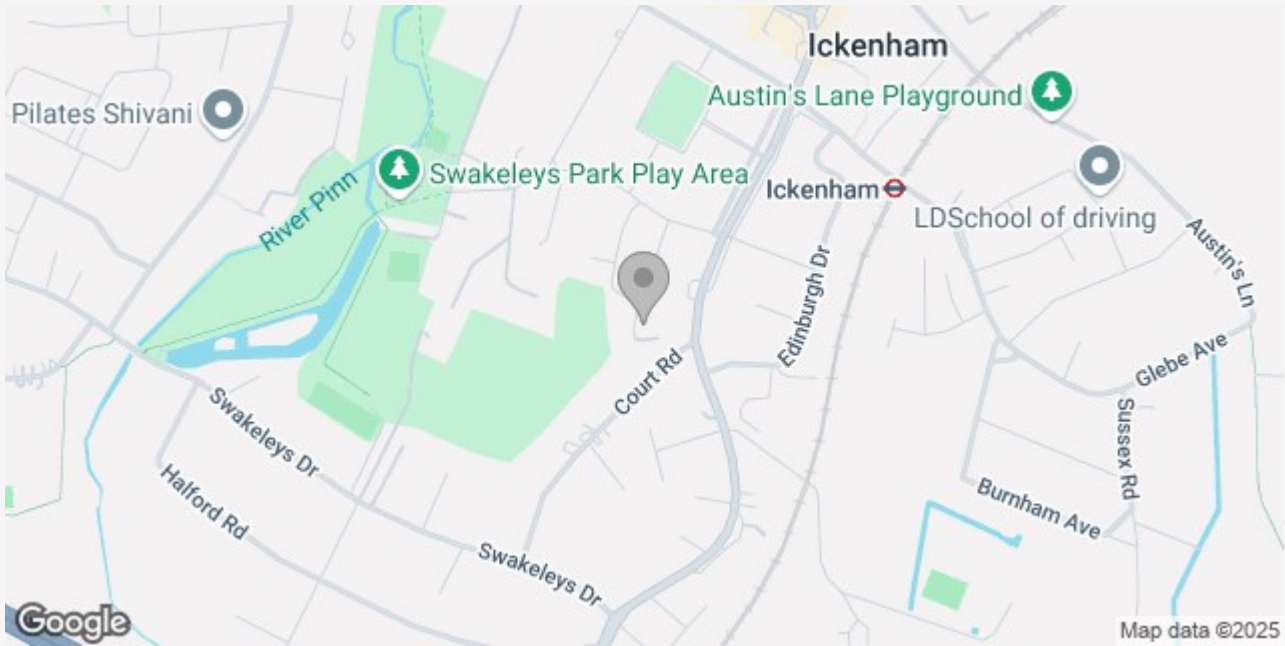 Ickenham
Austin's Lane Playground
Pilates Shivani
Swakeleys Park Play Area
River Pinn
Ickenham
LDSchool of driving
Austin's Ln
Edinburgh Dr
Glebe Ave
Court Rd
Sussex Rd
Swakeleys Dr
Halford Rd
Burnham Ave
Swakeleys Dr
Google
Map data ©2025